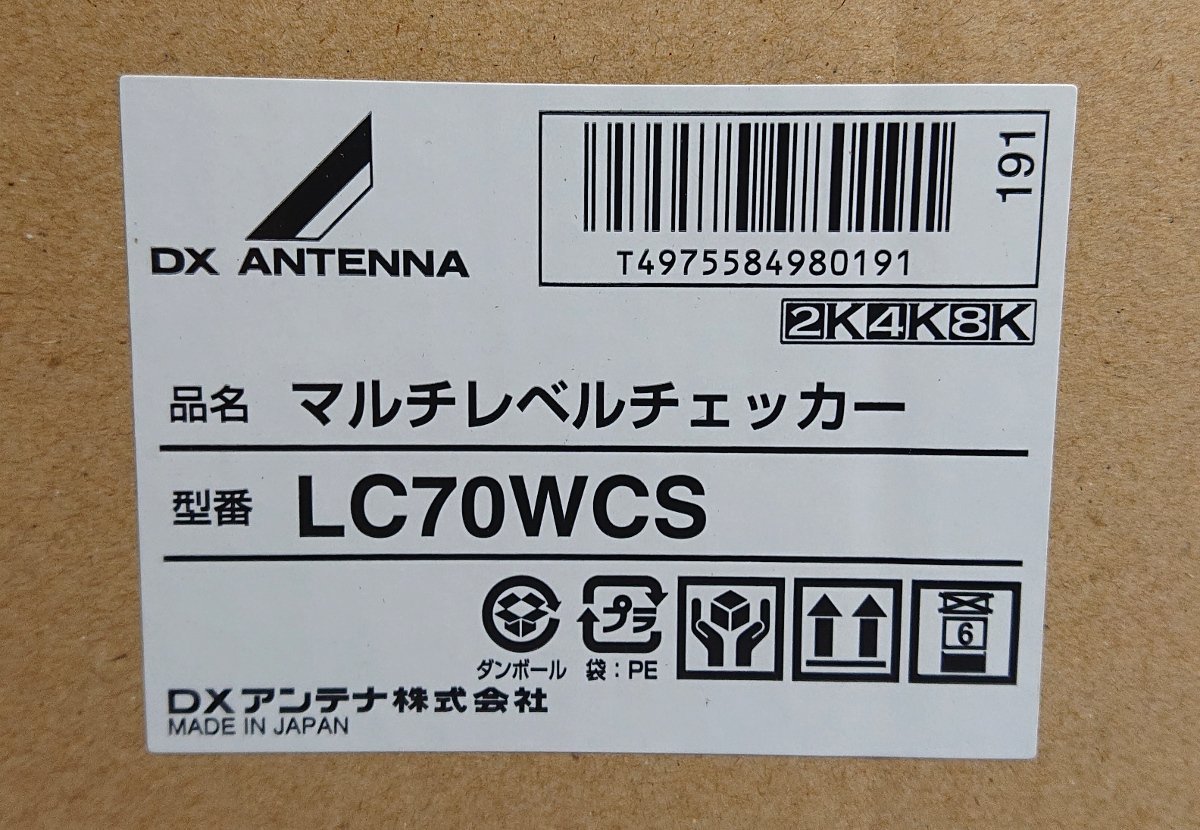 DX ANTENNA
T4975584980191
191
2K4K8K
品名 マルチレベルチェッカー
型番 LC70WCS
プラ
6
ダンボール 袋:PE
DXアンテナ株式会社
MADE IN JAPAN